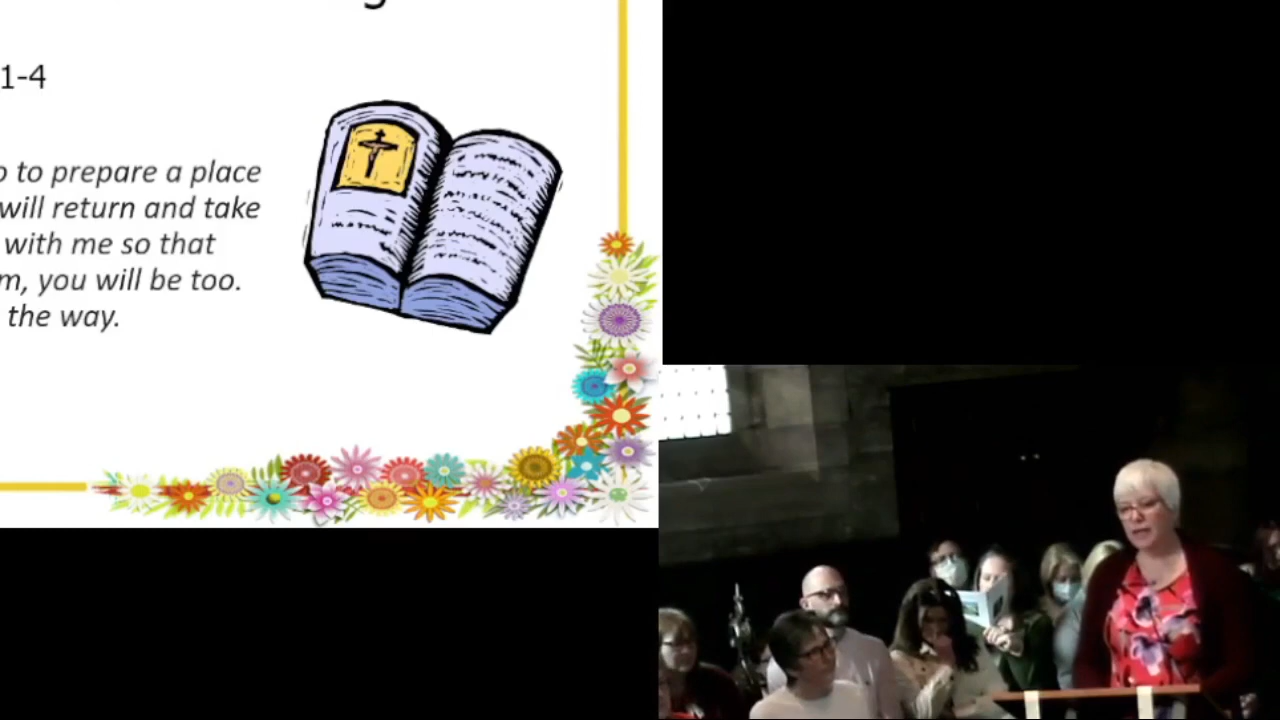 g
1-4
o to prepare a place
will return and take
with me so that
m, you will be too.
the way.